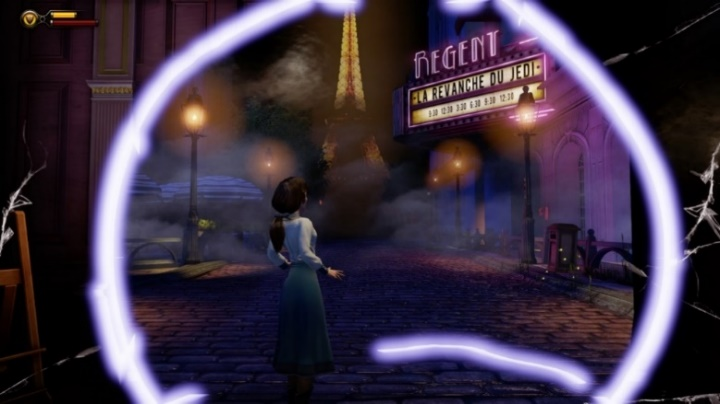 REGENT
LA REVANCHE DU JEDI